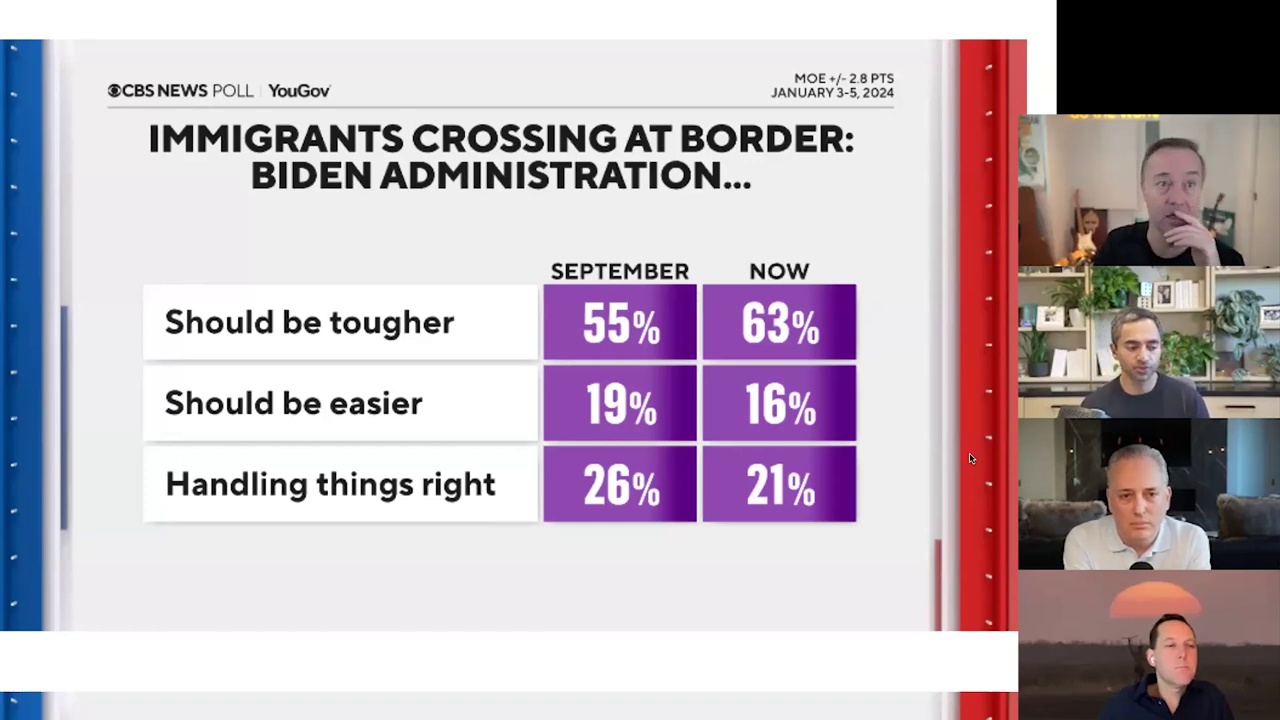 CBS NEWS POLL | YouGov
MOE +/- 2.8 PTS
JANUARY 3-5, 2024
IMMIGRANTS CROSSING AT BORDER:
BIDEN ADMINISTRATION...
SEPTEMBER NOW
Should be tougher 55% 63%
Should be easier 19% 16%
Handling things right 26% 21%